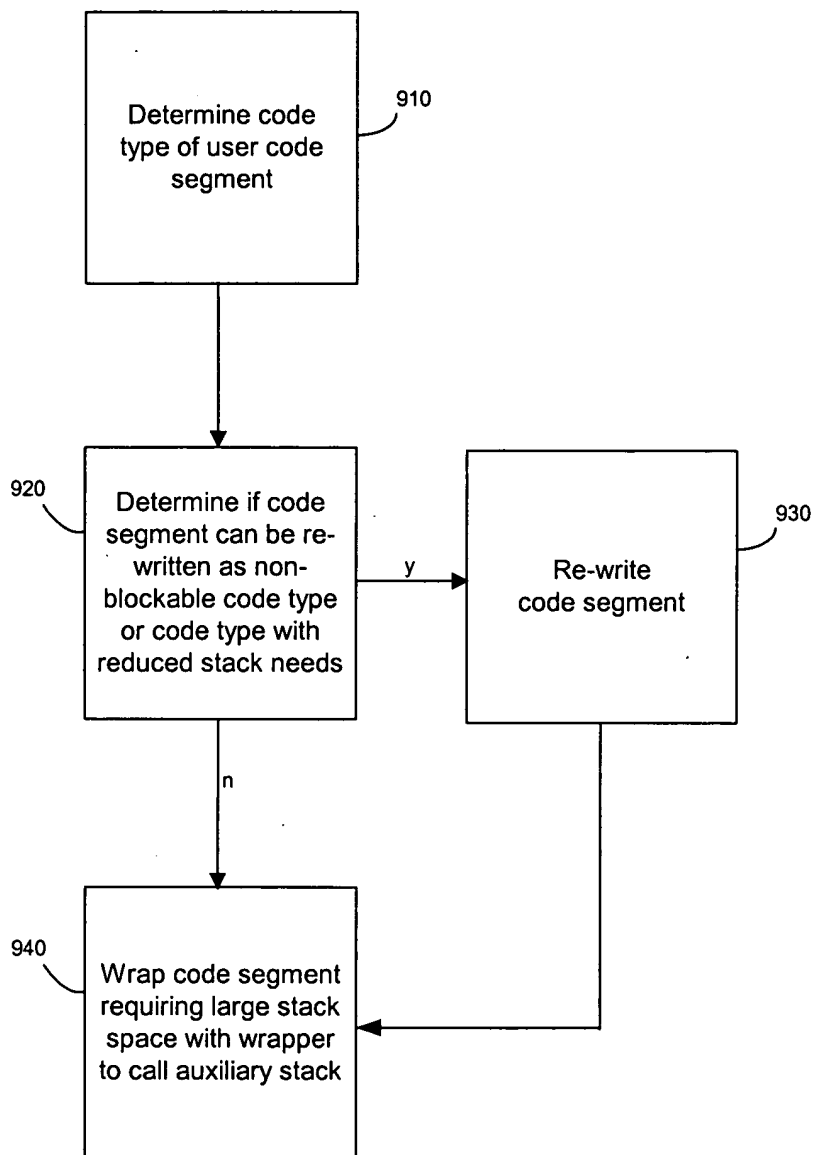 Determine code
type of user code
segment
910
920
Determine if code
segment can be re-
written as non-
blockable code type
or code type with
reduced stack needs
y
930
Re-write
code segment
n
940
Wrap code segment
requiring large stack
space with wrapper
to call auxiliary stack